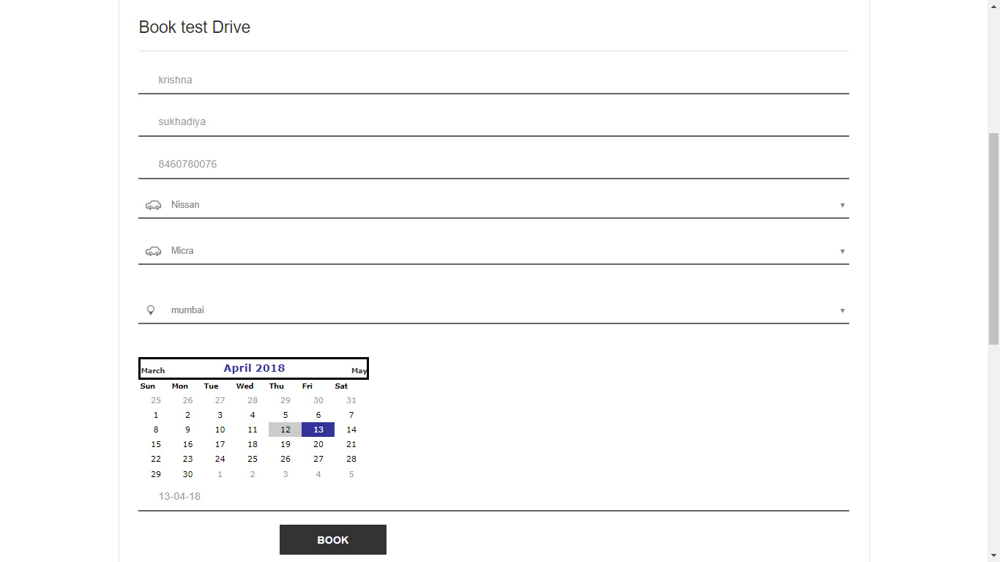 Book test Drive
krishna
sukhadiya
8460780076
Nissan
Micra
mumbai
March April 2018 May
Sun Mon Tue Wed Thu Fri Sat
25 26 27 28 29 30 31
1 2 3 4 5 6 7
8 9 10 11 12 13 14
15 16 17 18 19 20 21
22 23 24 25 26 27 28
29 30 1 2 3 4 5
13-04-18
BOOK